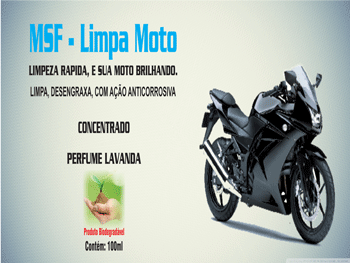 MSF - Limpa Moto
LIMPEZA RAPIDA, E SUA MOTO BRILHANDO.
LIMPA, DESENGRAXA, COM AÇÃO ANTICORROSIVA
CONCENTRADO
PERFUME LAVANDA
Produto Biodegradável
Contém: 100ml